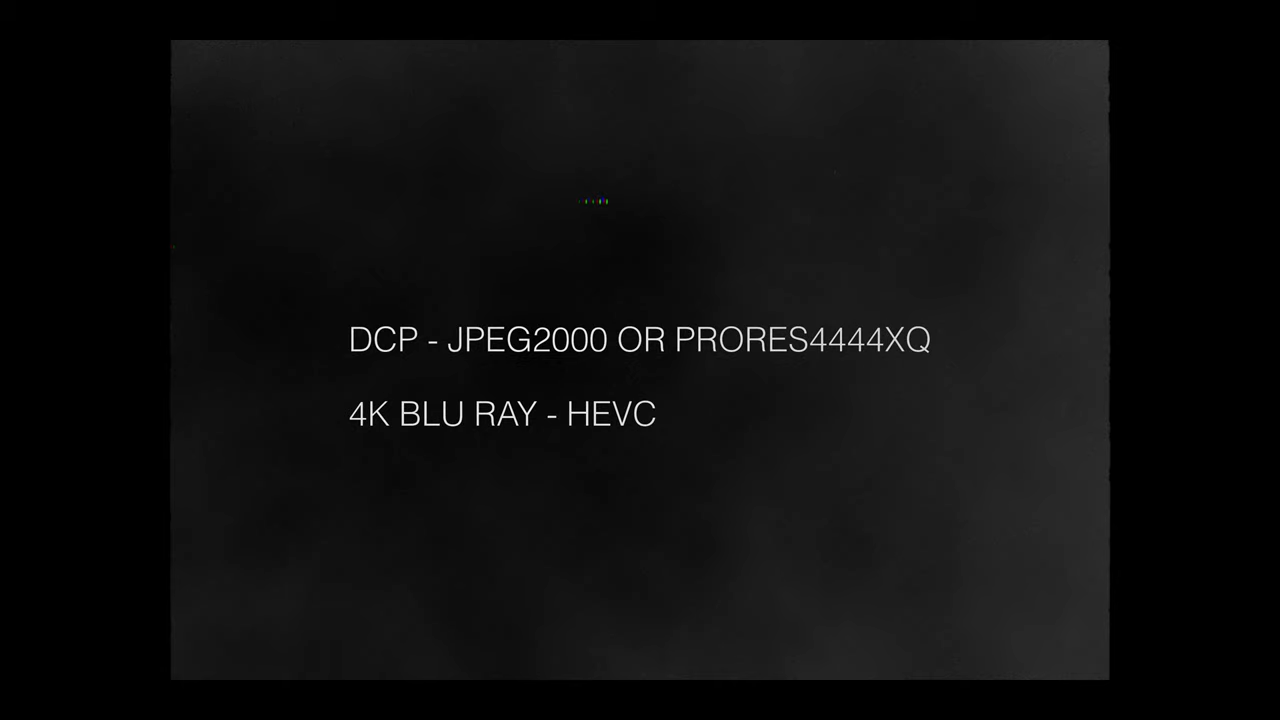 DCP - JPEG2000 OR PRORES4444XQ
4K BLU RAY - HEVC